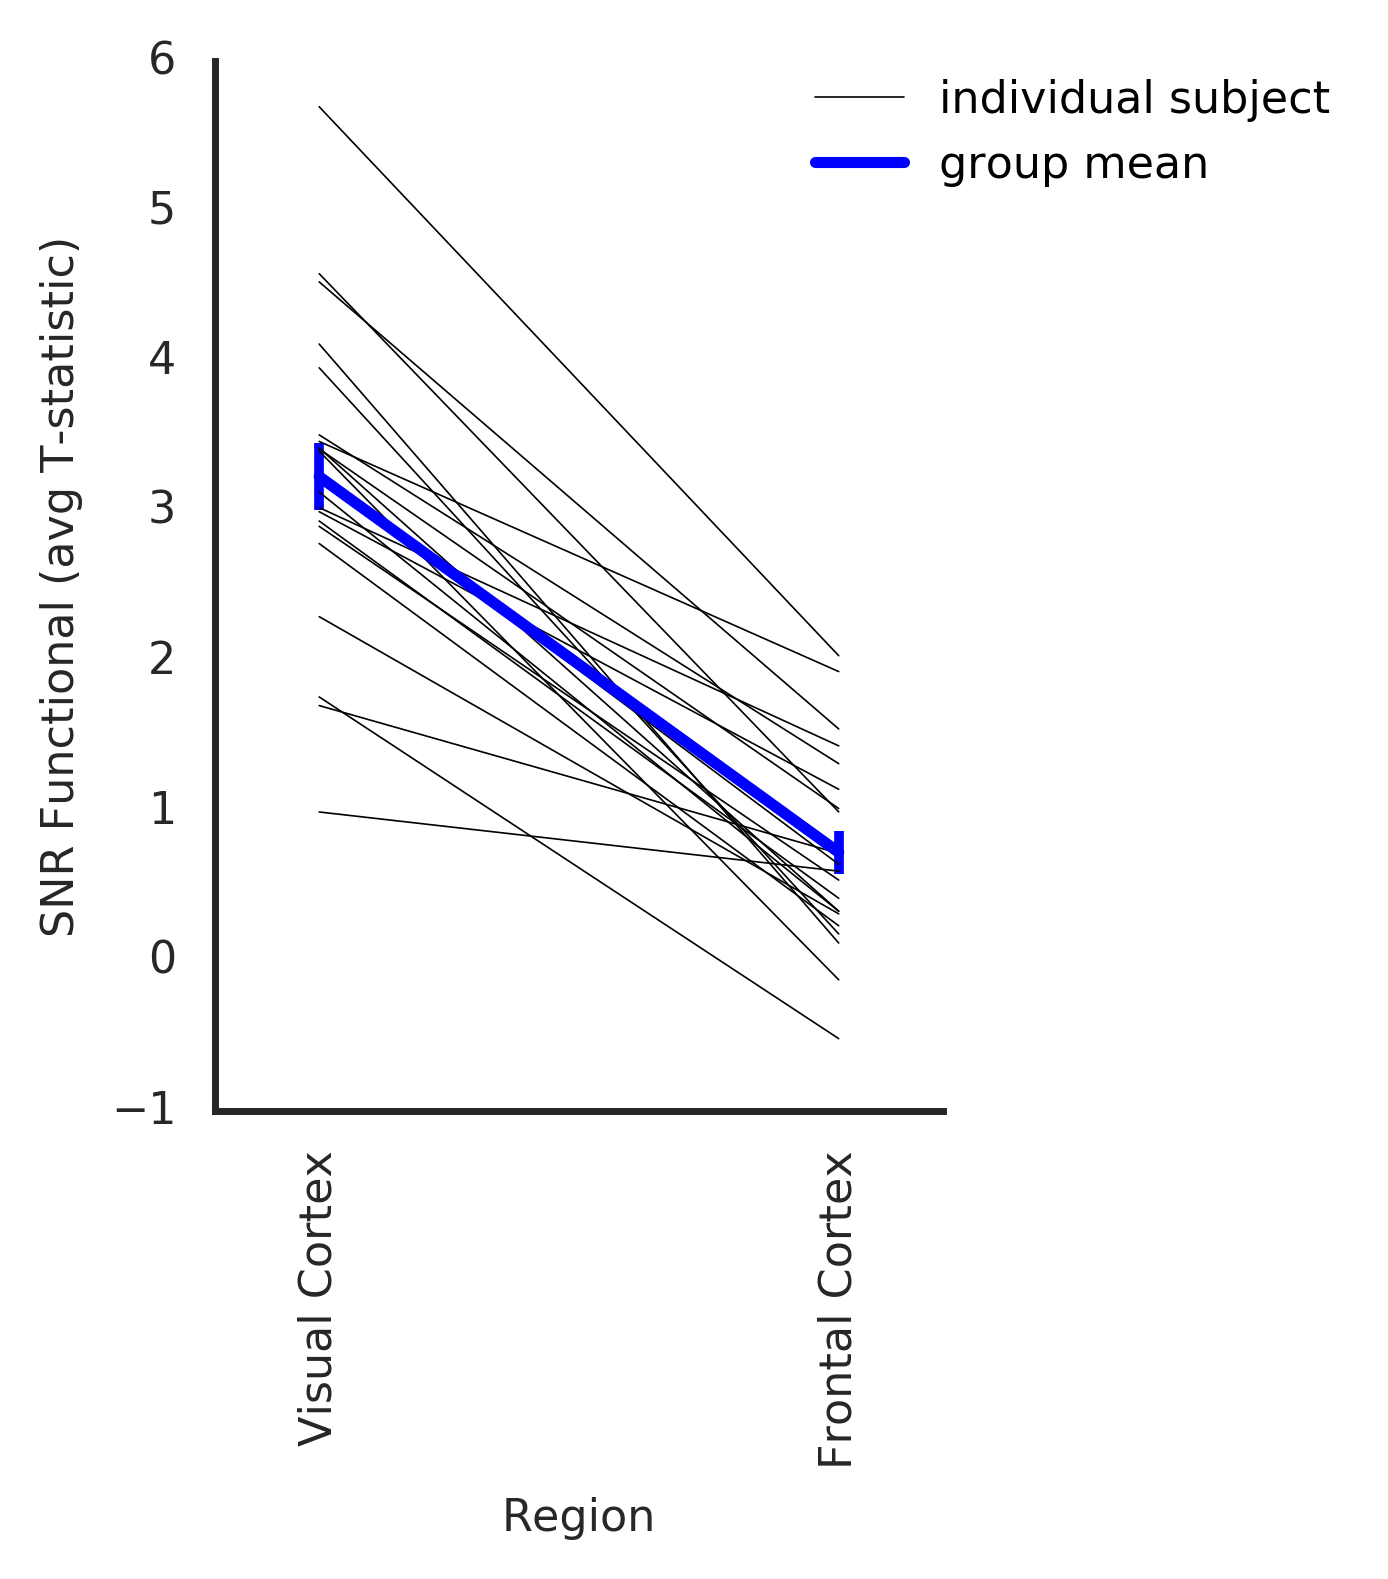 individual subject
group mean
SNR Functional (avg T-statistic)
6
5
4
3
2
1
0
−1
Visual Cortex
Frontal Cortex
Region